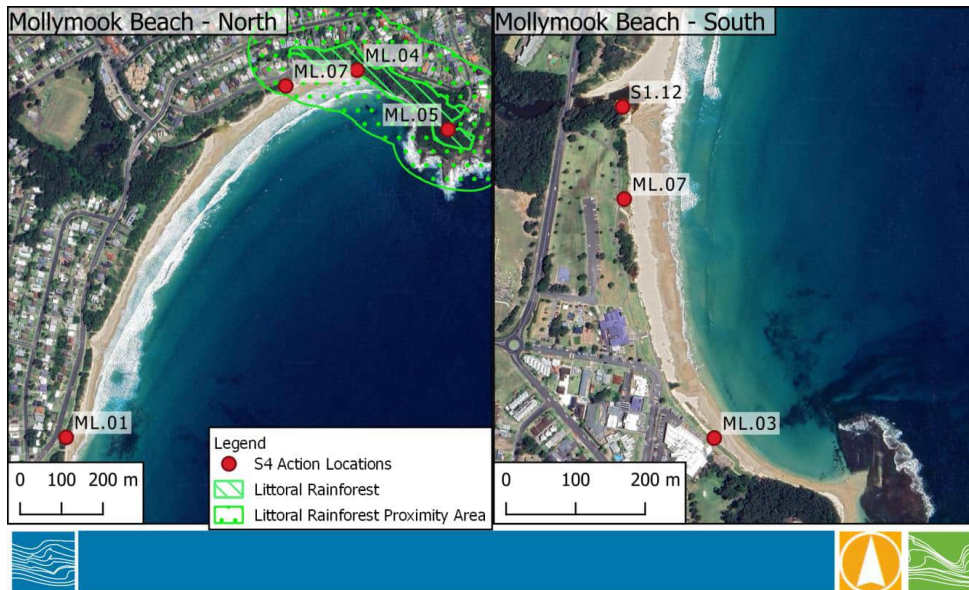 Mollymook Beach - North
ML.04
ML.07
ML.05
ML.01
0 100 200 m
Legend
S4 Action Locations
Littoral Rainforest
Littoral Rainforest Proximity Area
Mollymook Beach - South
S1.12
ML.07
ML.03
0 100 200 m